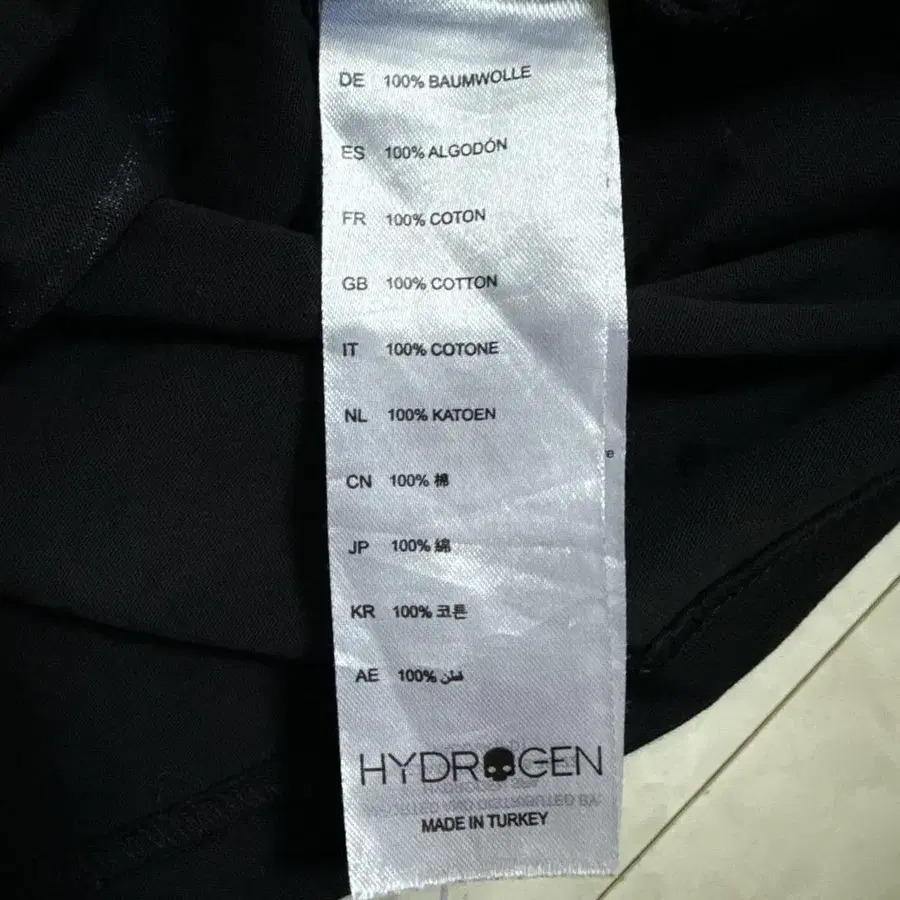 DE 100% BAUMWOLLE
ES 100% ALGODÓN
FR 100% COTON
GB 100% COTTON
IT 100% COTONE
NL 100% KATOEN
CN 100% 棉
JP 100% 綿
KR 100% 코튼
AE 100% قطن
HYDROGEN
MADE IN TURKEY